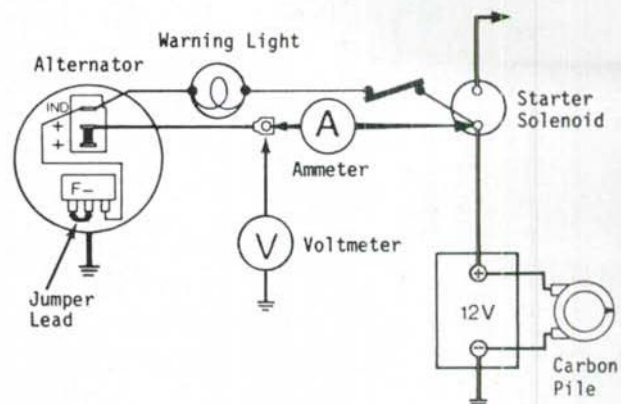 Warning Light
Alternator
IND
+
+
F-
Jumper
Lead
A
Ammeter
V
Voltmeter
Starter
Solenoid
+
12V
-
Carbon
Pile